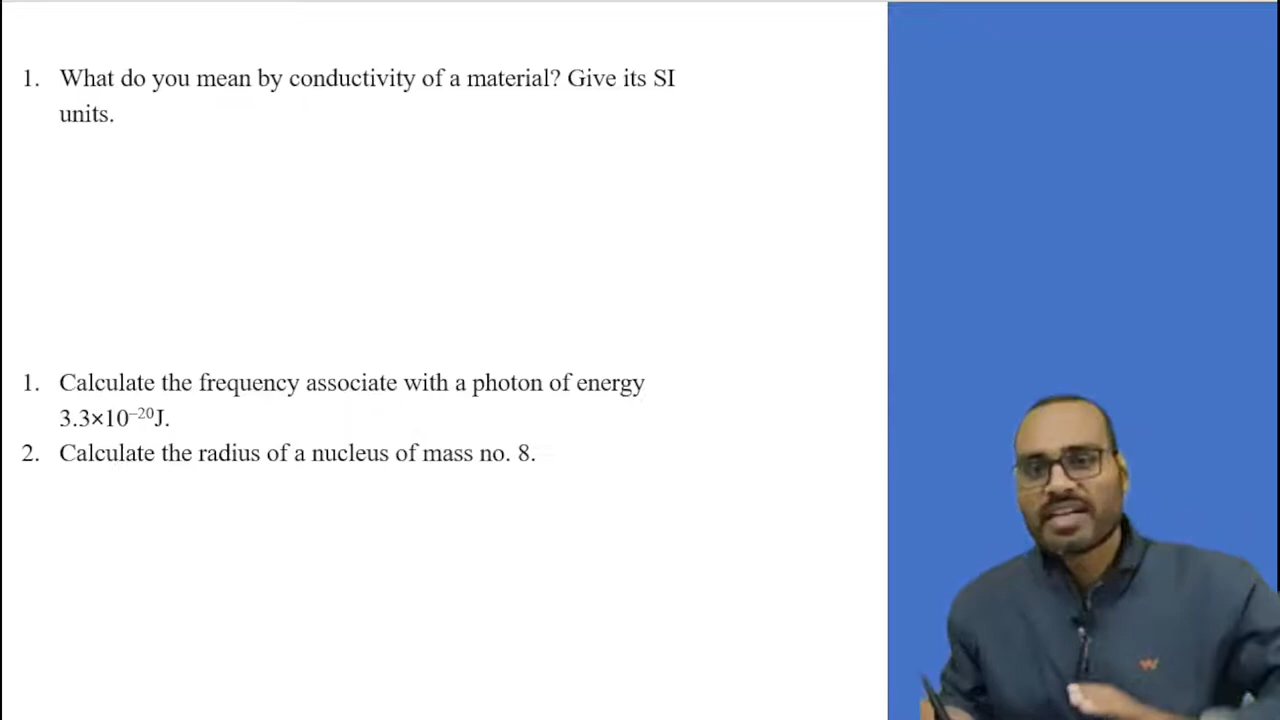 1. What do you mean by conductivity of a material? Give its SI
units.
1. Calculate the frequency associate with a photon of energy
3.3×10⁻²⁰J.
2. Calculate the radius of a nucleus of mass no. 8.